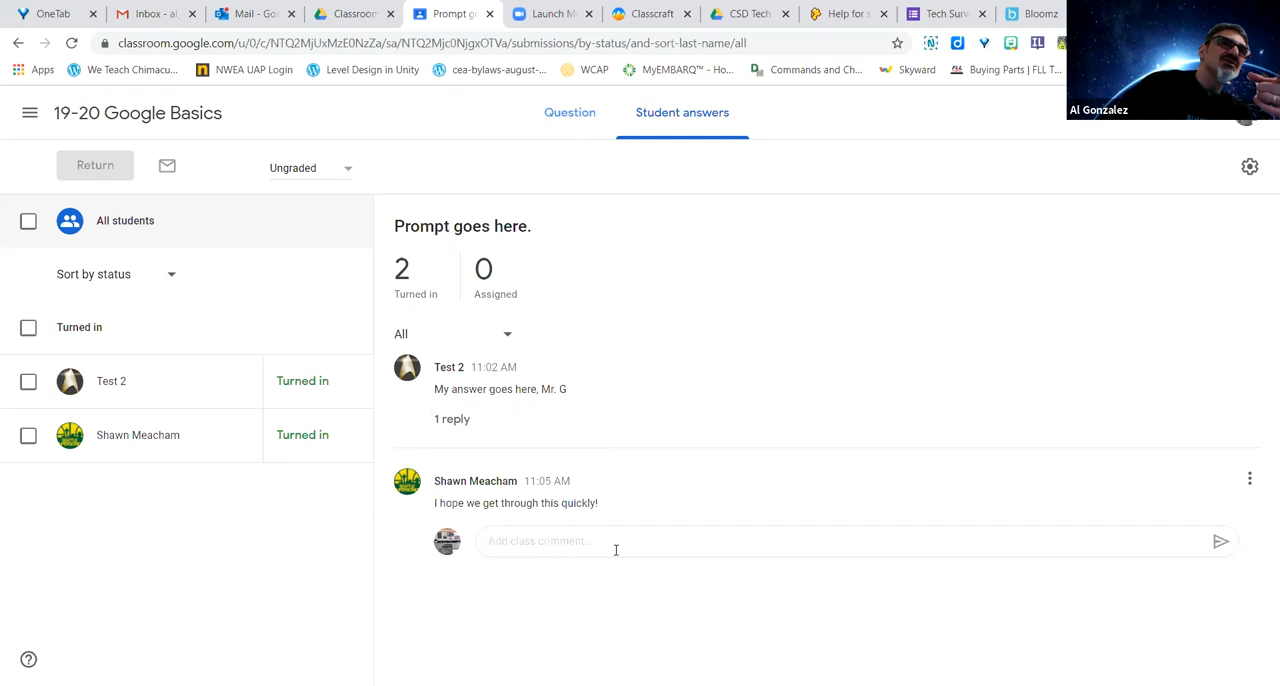 OneTab
Inbox - al
Mail - Go
Classroom
Prompt go
Launch M
Classcraft
CSD Tech
Help for s
Tech Surv
Bloomz
classroom.google.com/u/0/c/NTQ2MjUxMzE0NzZa/sa/NTQ2Mjc0NjgxOTVa/submissions/by-status/and-sort-last-name/all
Apps
We Teach Chimacu...
NWEA UAP Login
Level Design in Unity
cea-bylaws-august-...
WCAP
MyEMBARQ™ - Ho...
Commands and Ch...
Skyward
Buying Parts | FLL T...
Al Gonzalez
19-20 Google Basics
Question
Student answers
Return
Ungraded
All students
Sort by status
Turned in
Test 2
Turned in
Shawn Meacham
Turned in
Prompt goes here.
2
Turned in
0
Assigned
All
Test 2 11:02 AM
My answer goes here, Mr. G
1 reply
Shawn Meacham 11:05 AM
I hope we get through this quickly!
Add class comment...